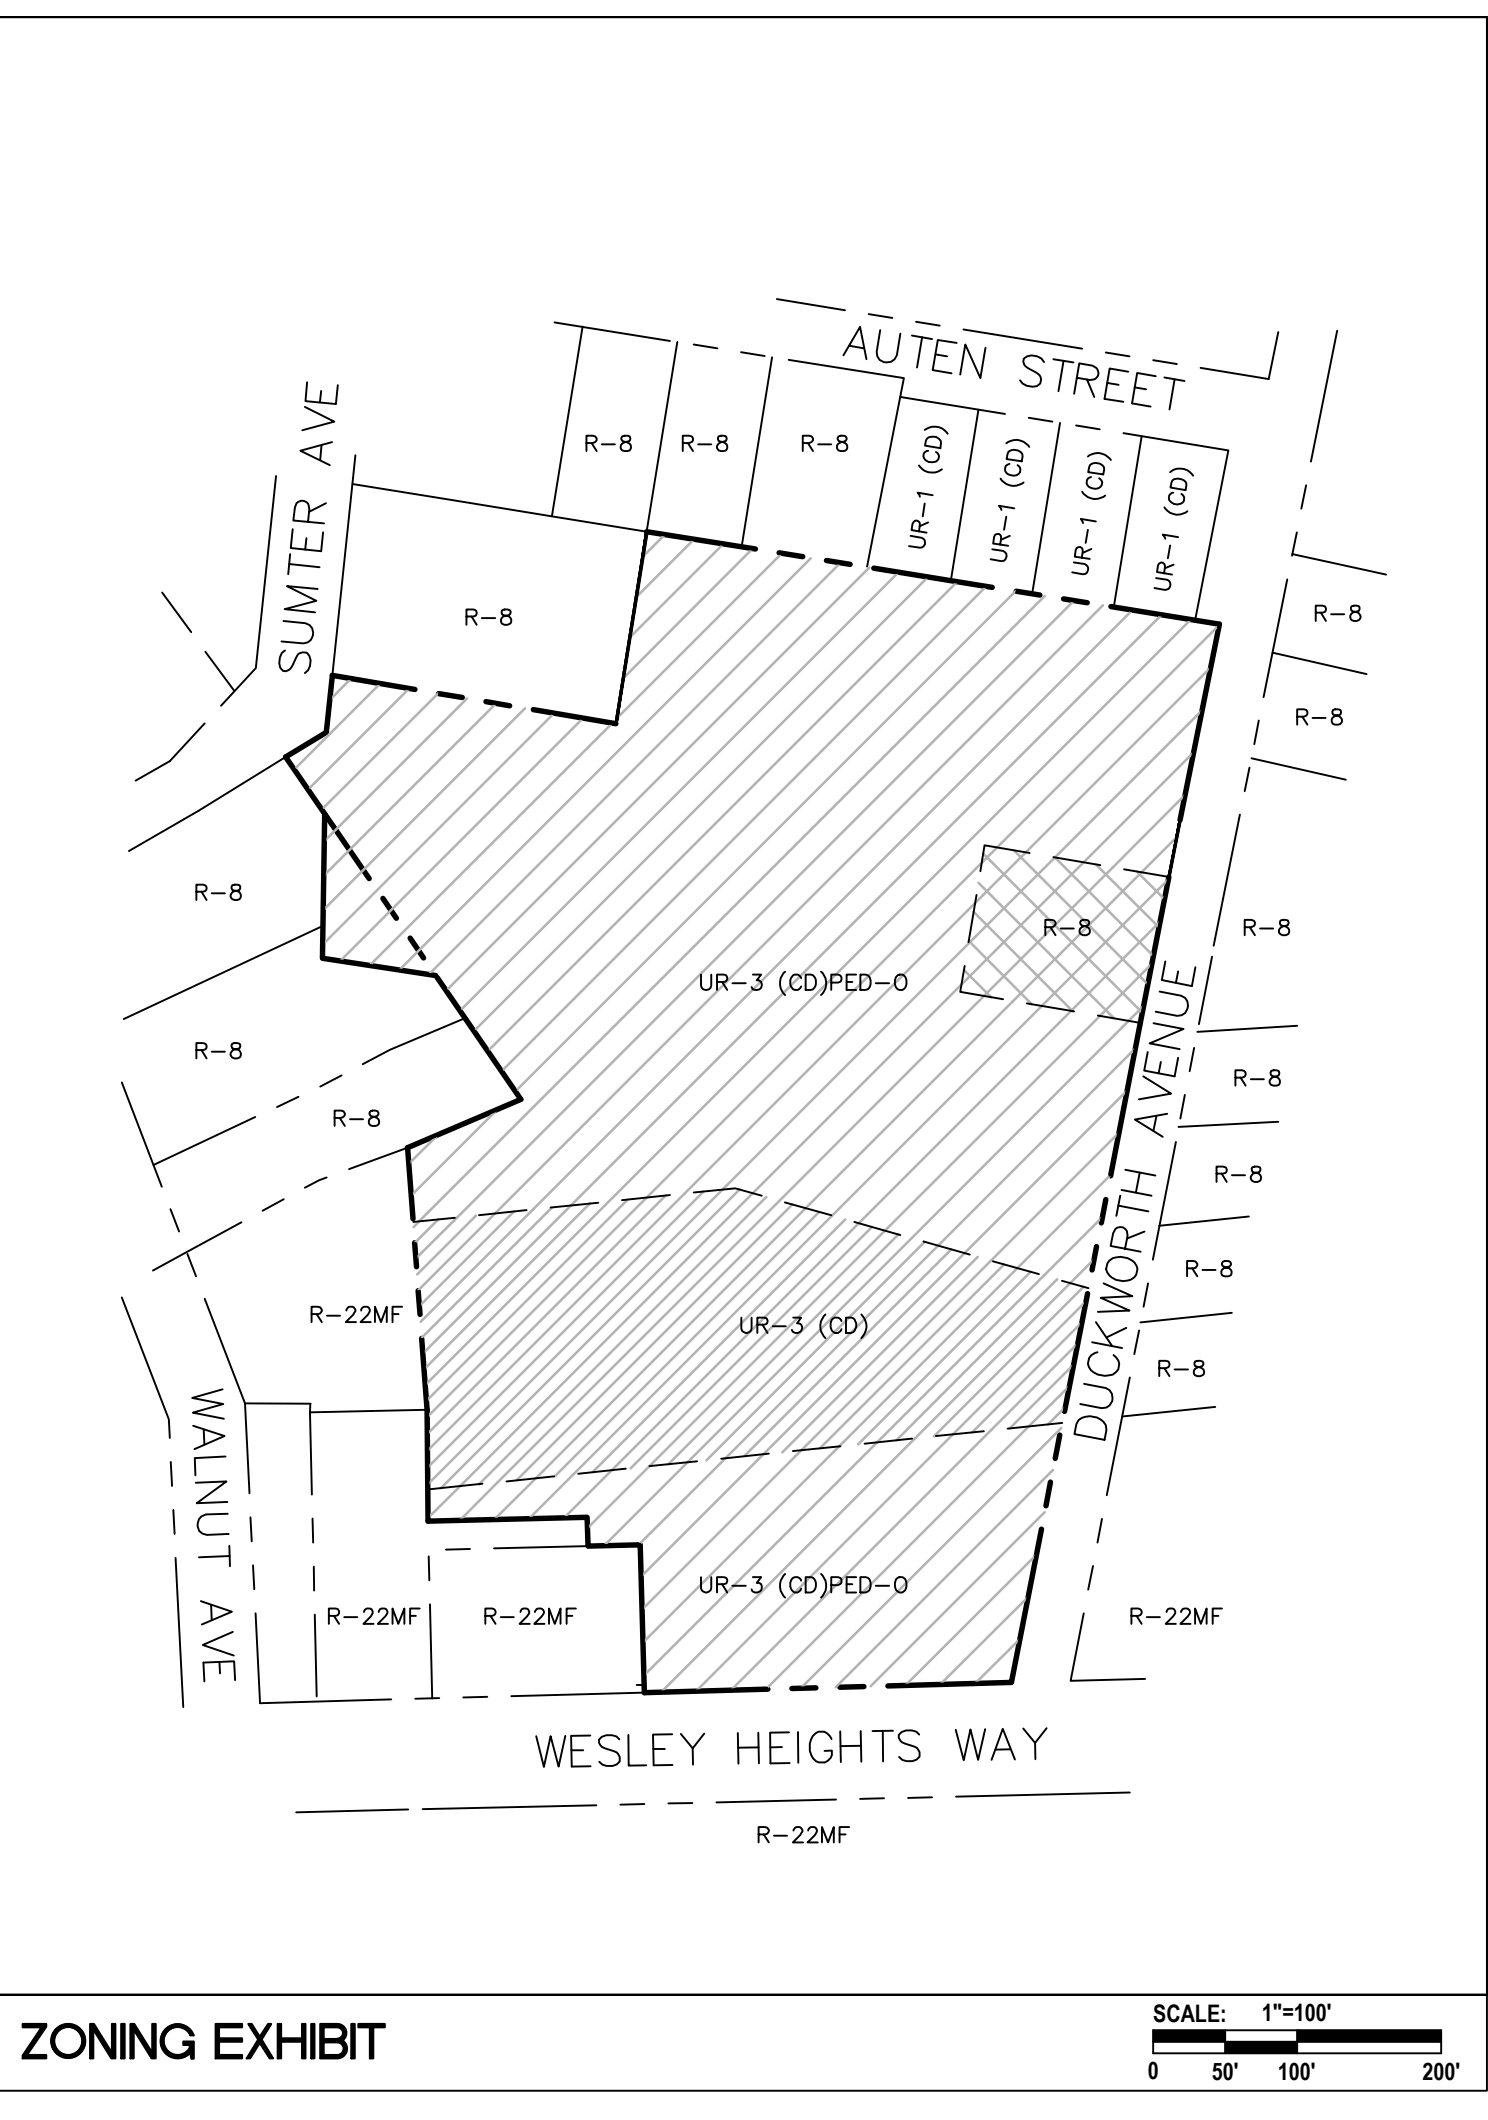 AUTEN STREET
SUMTER AVE
R-8
R-8
R-8
UR-1 (CD)
UR-1 (CD)
UR-1 (CD)
UR-1 (CD)
R-8
R-8
R-8
R-8
R-8
R-8
UR-3 (CD)PED-O
DUCKWORTH AVENUE
R-8
R-8
R-8
R-8
R-8
R-8
R-22MF
UR-3 (CD)
WALNUT AVE
UR-3 (CD)PED-O
R-22MF
R-22MF
R-22MF
WESLEY HEIGHTS WAY
R-22MF
ZONING EXHIBIT
SCALE: 1"=100'
0 50' 100' 200'